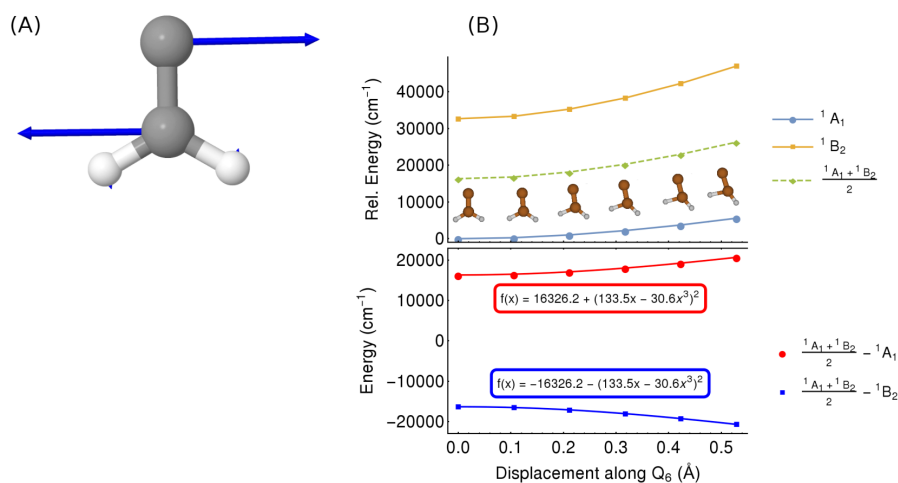 (A)
(B)
Rel. Energy (cm⁻¹)
40000
30000
20000
10000
0
¹A₁
¹B₂
¹A₁ + ¹B₂
2
Energy (cm⁻¹)
20000
10000
0
−10000
−20000
f(x) = 16326.2 + (133.5x − 30.6x³)²
f(x) = −16326.2 − (133.5x − 30.6x³)²
¹A₁ + ¹B₂
2
− ¹A₁
¹A₁ + ¹B₂
2
− ¹B₂
0.0 0.1 0.2 0.3 0.4 0.5
Displacement along Q₆ (Å)